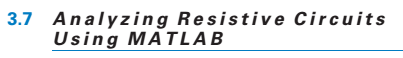 3.7 Analyzing Resistive Circuits
Using MATLAB